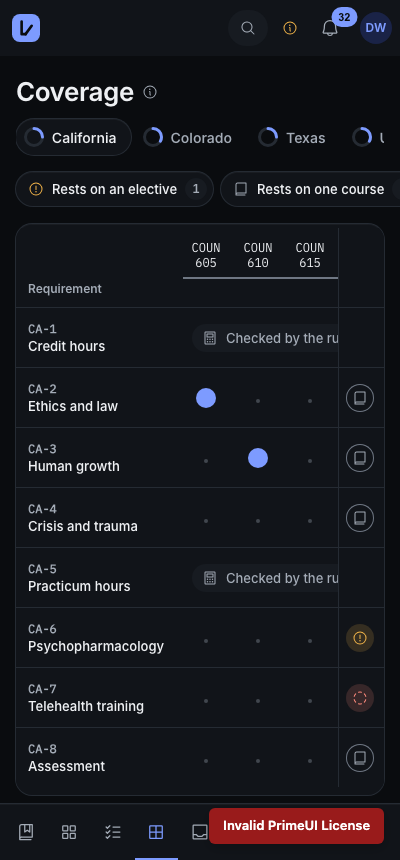 32
DW
Coverage
California
Colorado
Texas
Rests on an elective 1
Rests on one course
COUN 605
COUN 610
COUN 615
Requirement
CA-1
Credit hours
Checked by the ru
CA-2
Ethics and law
CA-3
Human growth
CA-4
Crisis and trauma
CA-5
Practicum hours
Checked by the ru
CA-6
Psychopharmacology
CA-7
Telehealth training
CA-8
Assessment
Invalid PrimeUI License